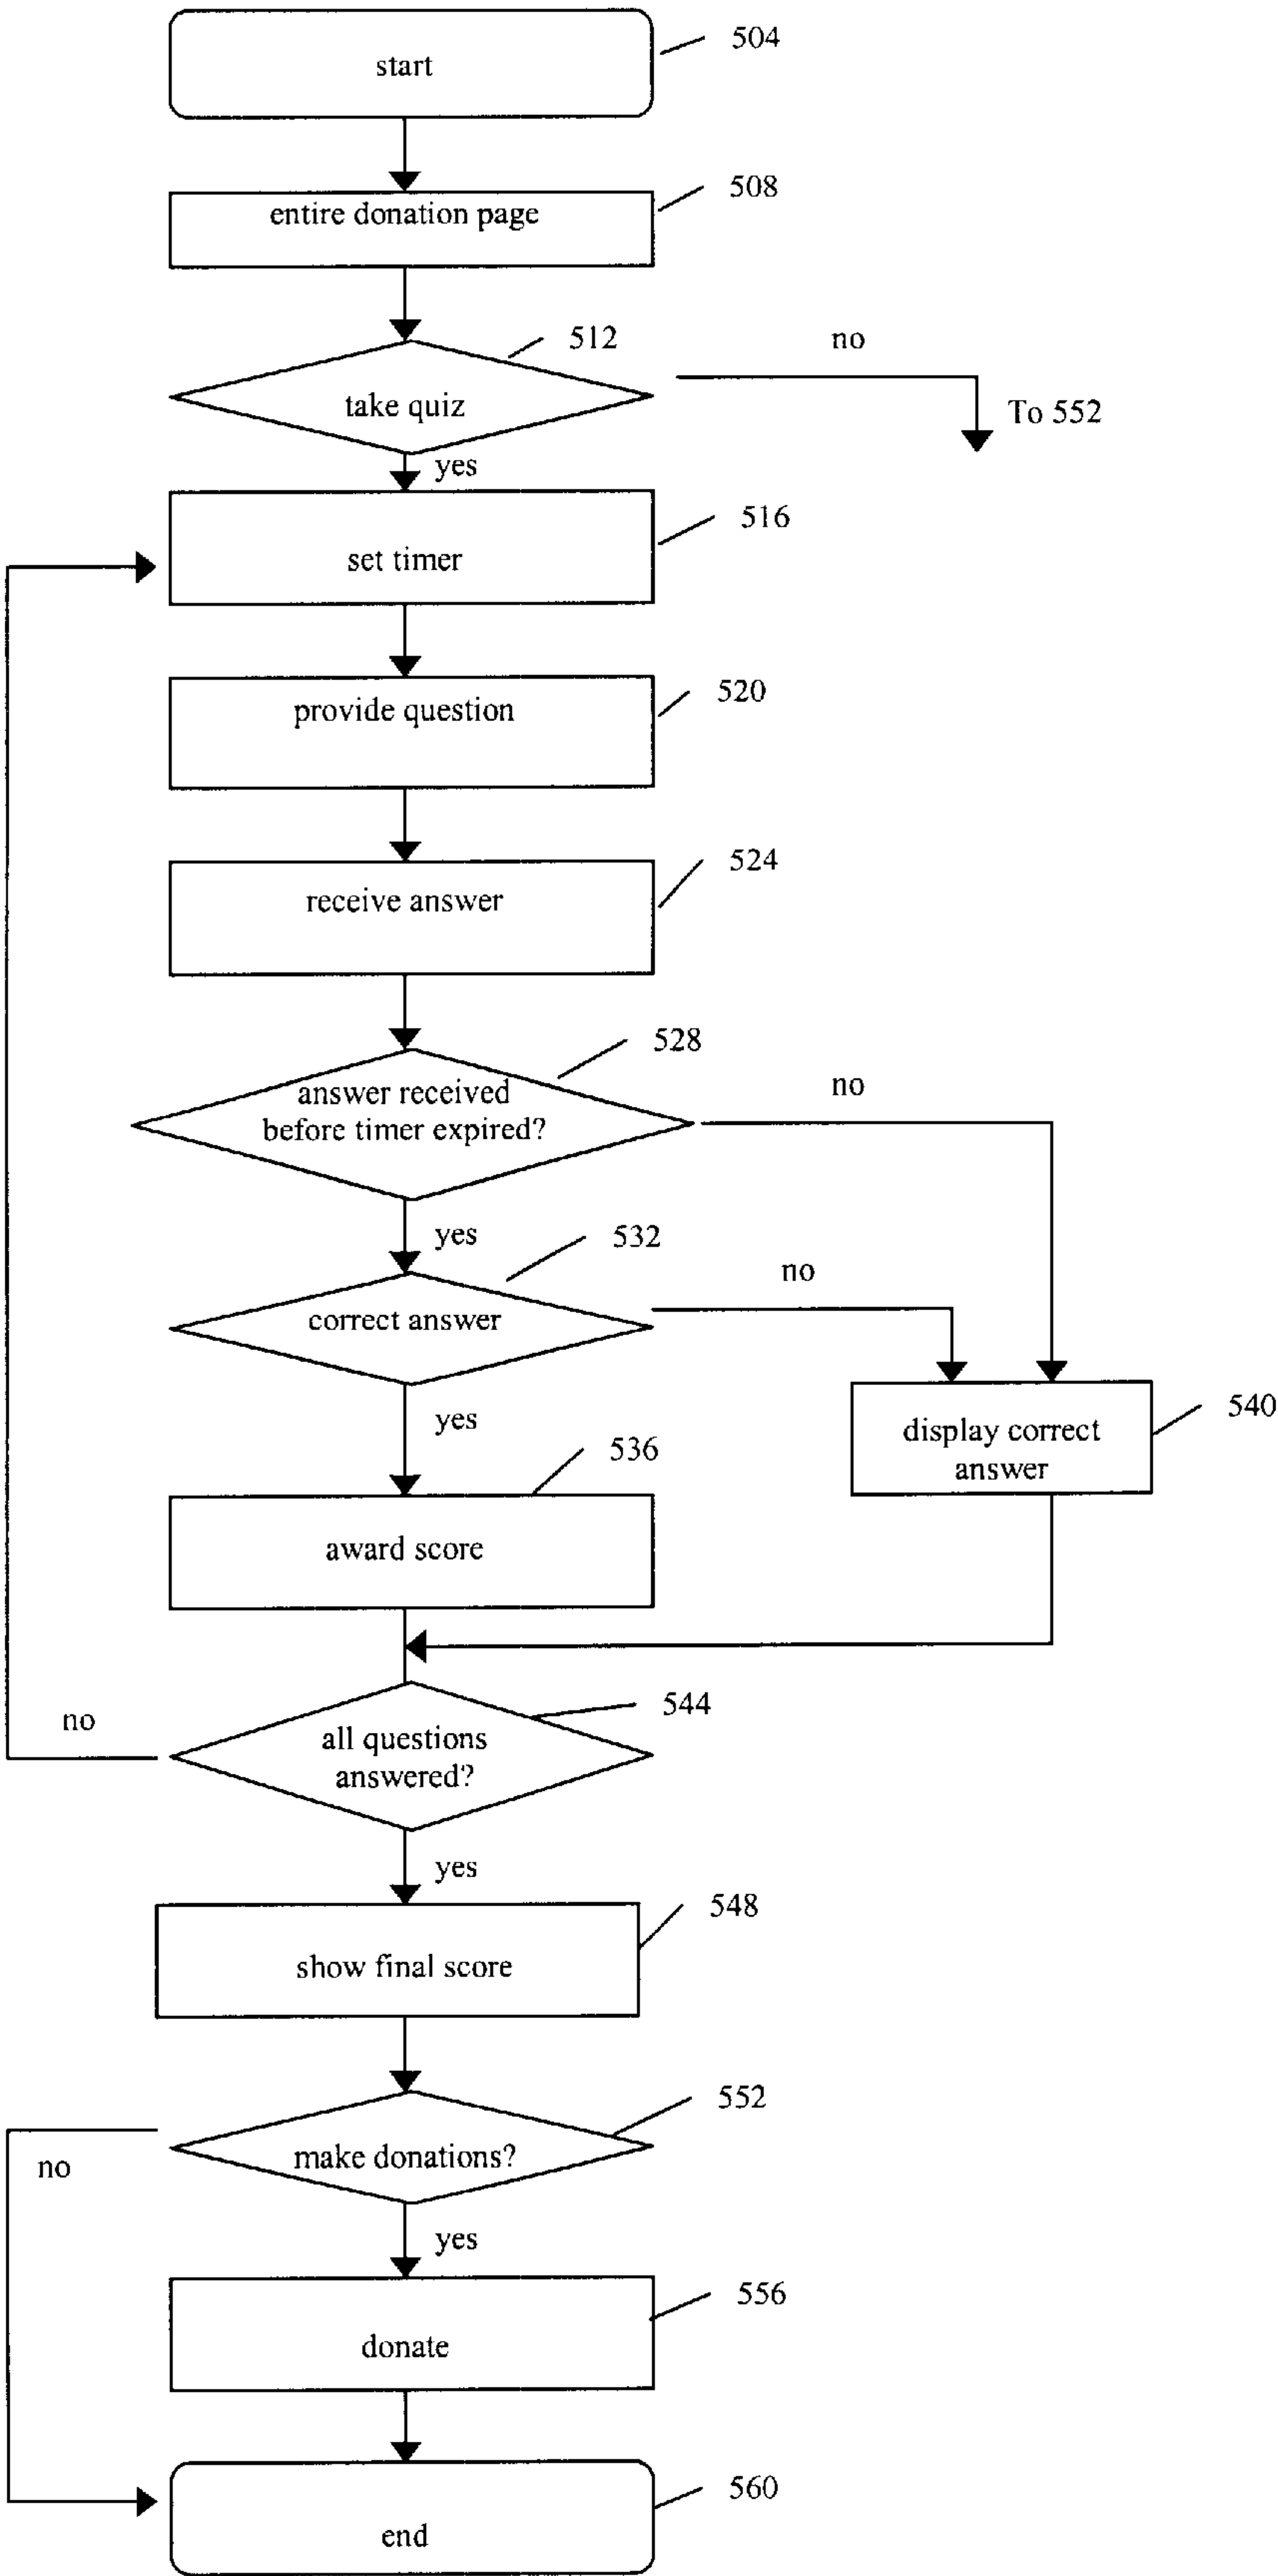 start
504
entire donation page
508
512
no
take quiz
To 552
yes
516
set timer
520
provide question
524
receive answer
528
answer received
before timer expired?
no
yes
532
no
correct answer
yes
540
display correct
answer
536
award score
544
no
all questions
answered?
yes
548
show final score
552
make donations?
no
yes
556
donate
560
end